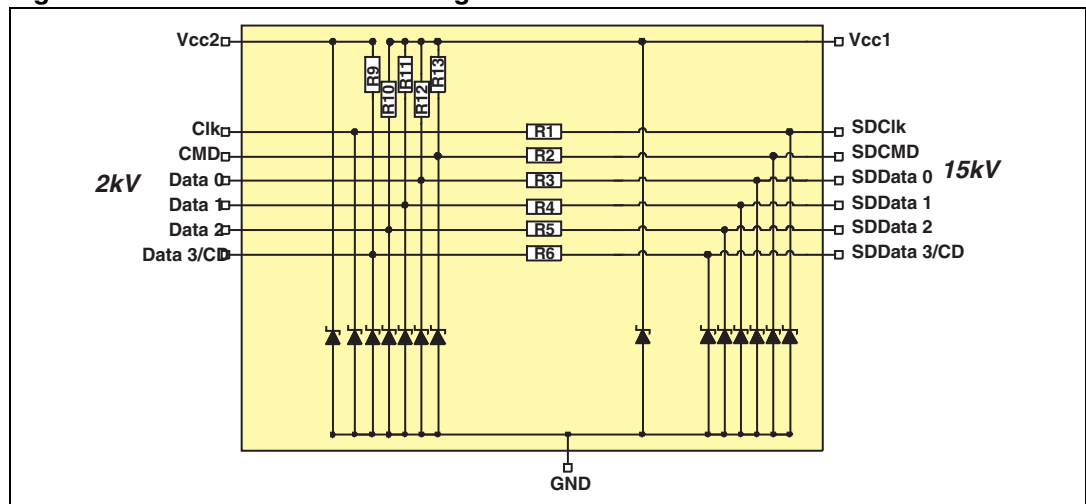 Vcc2
Vcc1
R9
R10
R11
R12
R13
Clk
R1
SDClk
CMD
R2
SDCMD
2kV
Data 0
R3
SDData 0
15kV
Data 1
R4
SDData 1
Data 2
R5
SDData 2
Data 3/CD
R6
SDData 3/CD
GND